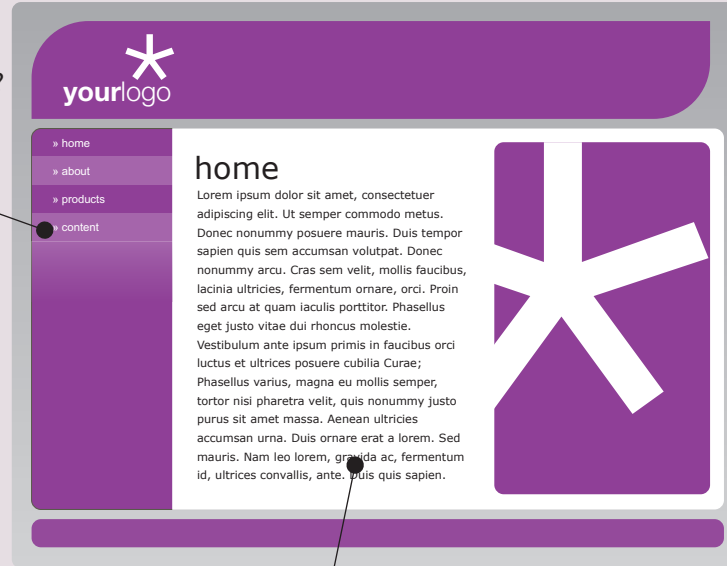 yourlogo
» home
» about
» products
» content
home
Lorem ipsum dolor sit amet, consectetuer
adipiscing elit. Ut semper commodo metus.
Donec nonummy posuere mauris. Duis tempor
sapien quis sem accumsan volutpat. Donec
nonummy arcu. Cras sem velit, mollis faucibus,
lacinia ultricies, fermentum ornare, orci. Proin
sed arcu at quam iaculis porttitor. Phasellus
eget justo vitae dui rhoncus molestie.
Vestibulum ante ipsum primis in faucibus orci
luctus et ultrices posuere cubilia Curae;
Phasellus varius, magna eu mollis semper,
tortor nisi pharetra velit, quis nonummy justo
purus sit amet massa. Aenean ultricies
accumsan urna. Duis ornare erat a lorem. Sed
mauris. Nam leo lorem, gravida ac, fermentum
id, ultrices convallis, ante. Duis quis sapien.